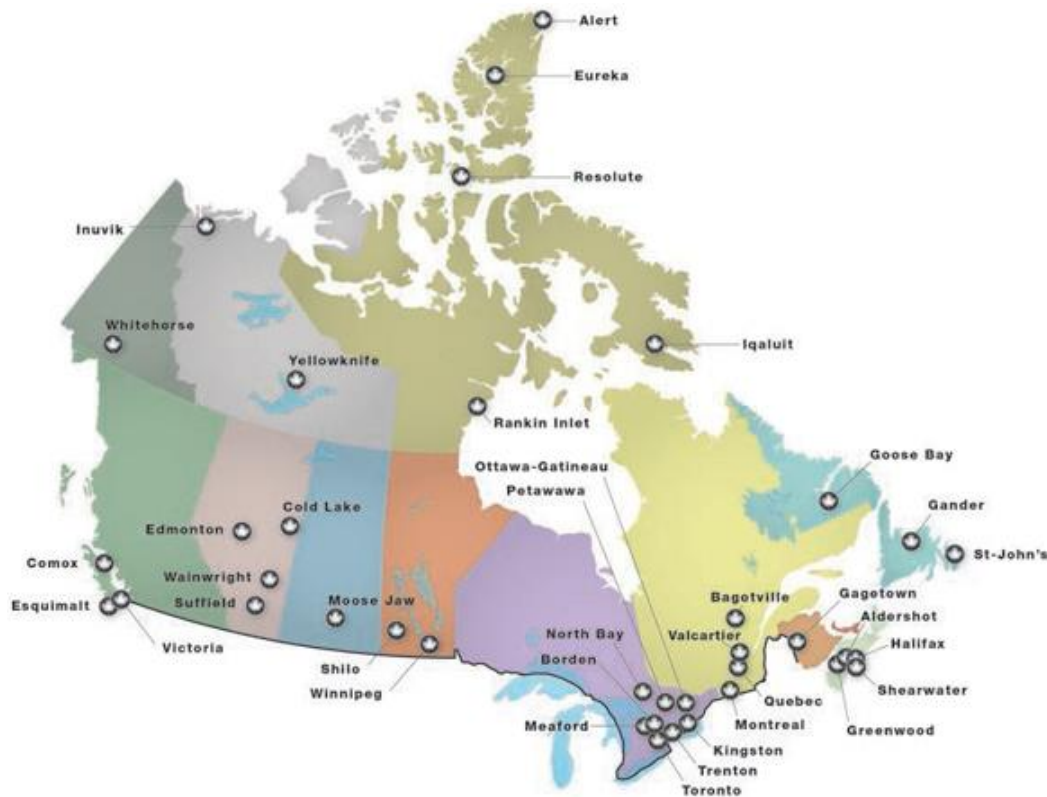 Alert
Eureka
Resolute
Inuvik
Whitehorse
Iqaluit
Yellowknife
Rankin Inlet
Ottawa-Gatineau
Petawawa
Goose Bay
Cold Lake
Edmonton
Gander
St-John's
Comox
Wainwright
Suffield
Esquimalt
Moose Jaw
Bagotville
Gagetown
Aldershot
Valcartier
North Bay
Halifax
Victoria
Borden
Shilo
Shearwater
Winnipeg
Quebec
Meaford
Montreal
Greenwood
Kingston
Trenton
Toronto